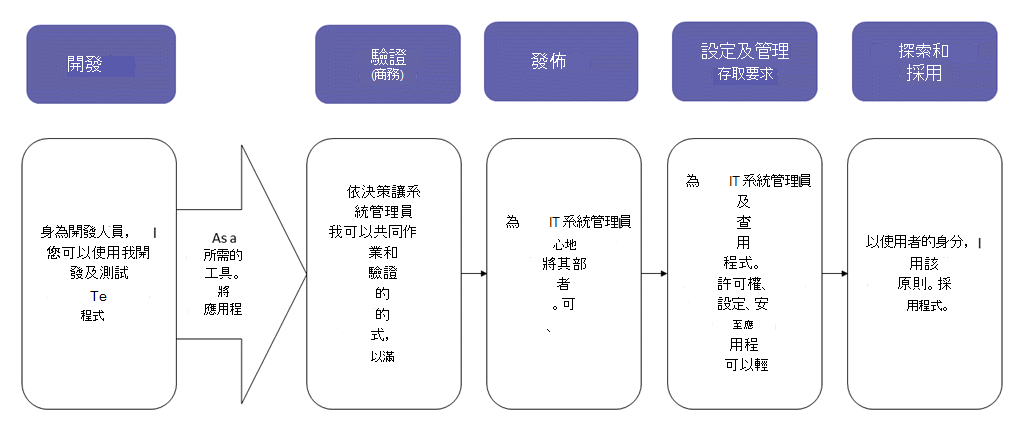 開發
驗證
(商務)
發佈
設定及管理
存取要求
探索和
採用
身為開發人員， I
您可以使用我開
發及測試
Te
程式
As a
所需的
工具。
將
應用程
依決策讓系
統管理員
我可以共同作
業和
驗證
的
的
式，
以滿
為 IT 系統管理員
心地
將其部
者
。可
、
為 IT 系統管理員
及
查
用
程式。
許可權、
設定、安
至應
用程
可以輕
以使用者的身分，I
用該
原則。採
用程式。